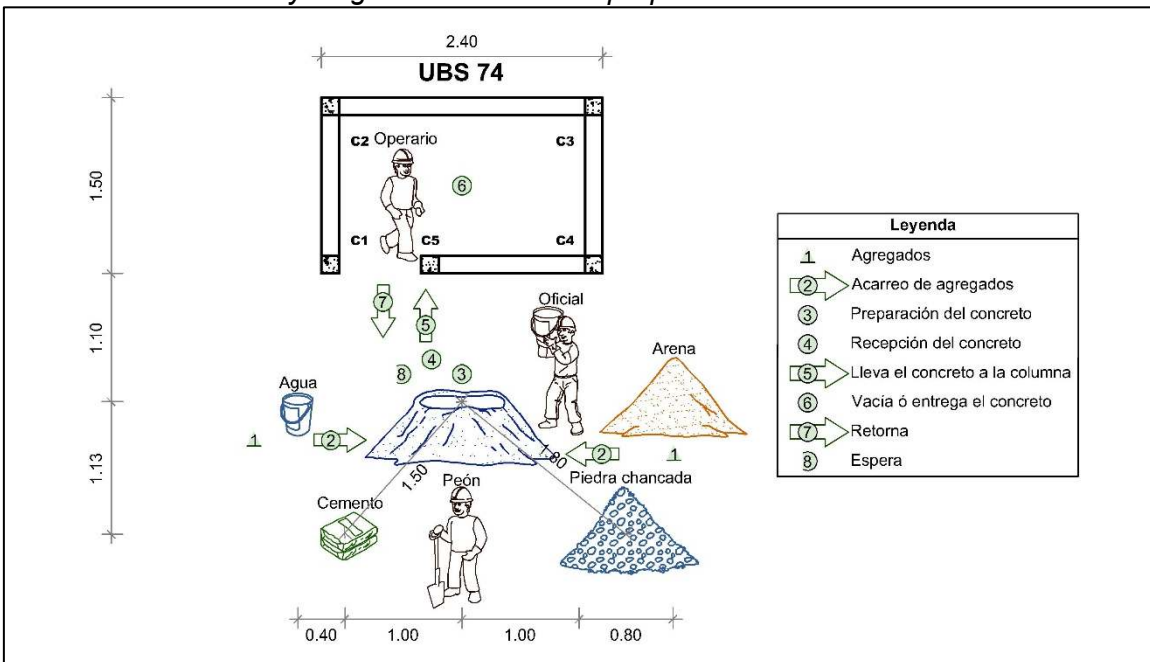 2.40
UBS 74
C2 Operario
C3
6
1.50
C1
C5
C4
7
5
Oficial
1.10
4
8
3
Arena
Agua
1
2
2
1
1.13
1.50
1.80
Cemento
Peón
Piedra chancada
0.40
1.00
1.00
0.80
Leyenda
1 Agregados
2 Acarreo de agregados
3 Preparación del concreto
4 Recepción del concreto
5 Lleva el concreto a la columna
6 Vacía ó entrega el concreto
7 Retorna
8 Espera